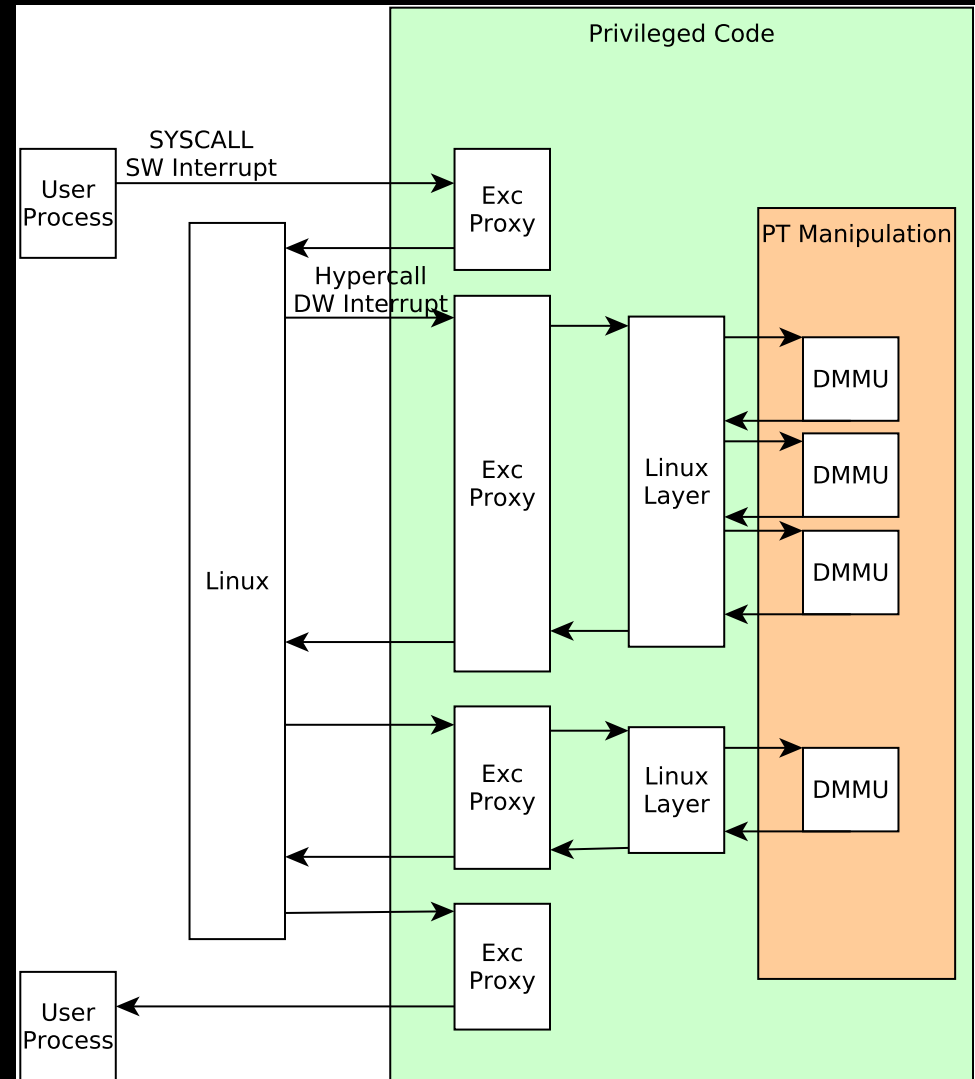 Privileged Code
SYSCALL
SW Interrupt
User
Process
Exc
Proxy
PT Manipulation
Hypercall
DW Interrupt
DMMU
Exc
Proxy
Linux
Layer
DMMU
DMMU
Linux
Exc
Proxy
Linux
Layer
DMMU
Exc
Proxy
User
Process